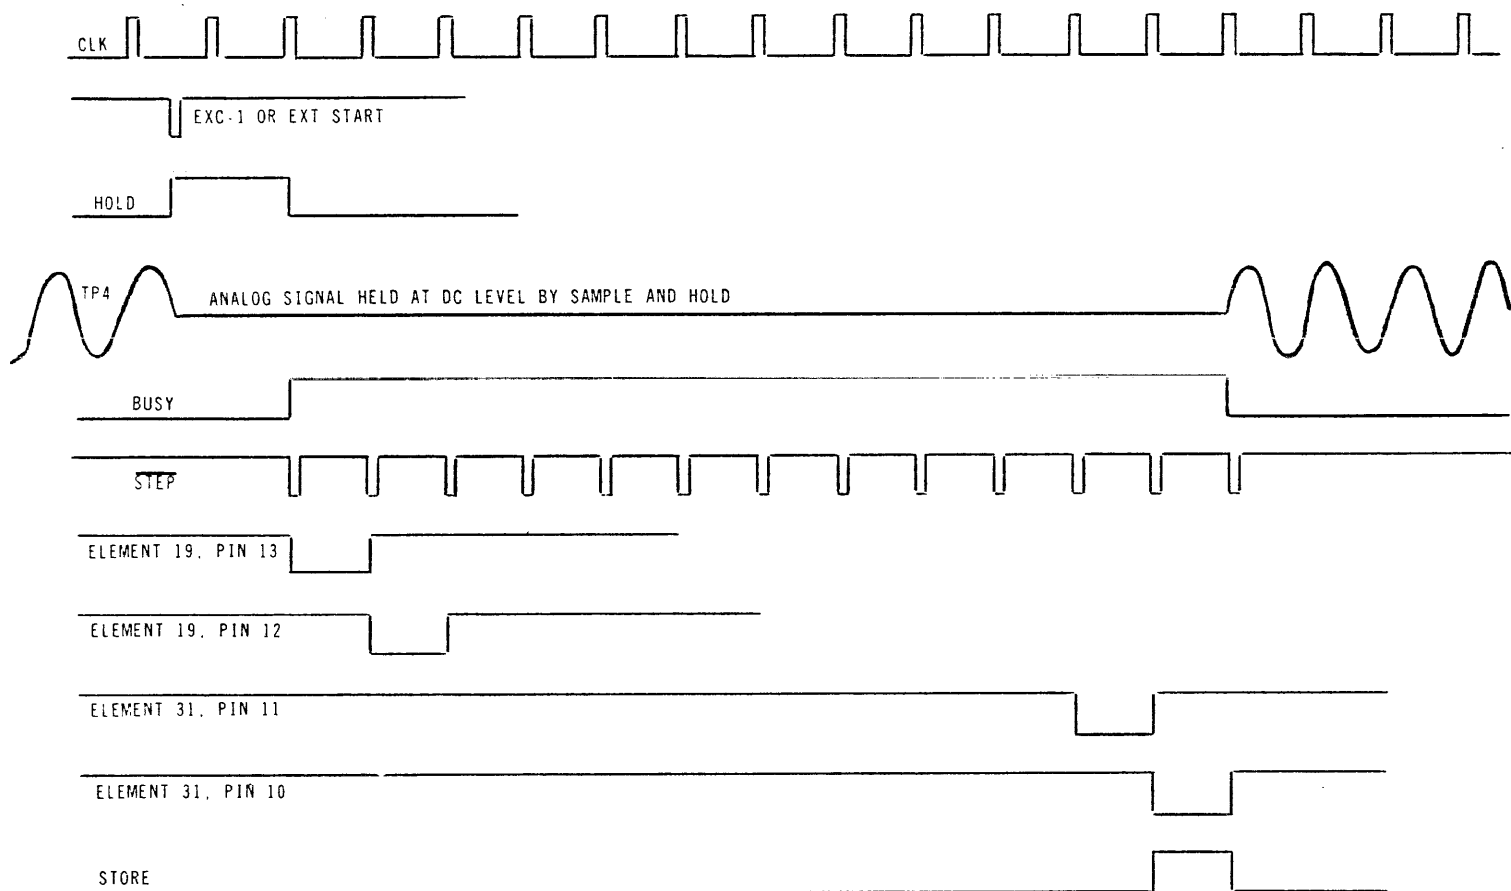 CLK
EXC-1 OR EXT START
HOLD
TP4
ANALOG SIGNAL HELD AT DC LEVEL BY SAMPLE AND HOLD
BUSY
STEP
ELEMENT 19, PIN 13
ELEMENT 19, PIN 12
ELEMENT 31, PIN 11
ELEMENT 31, PIN 10
STORE